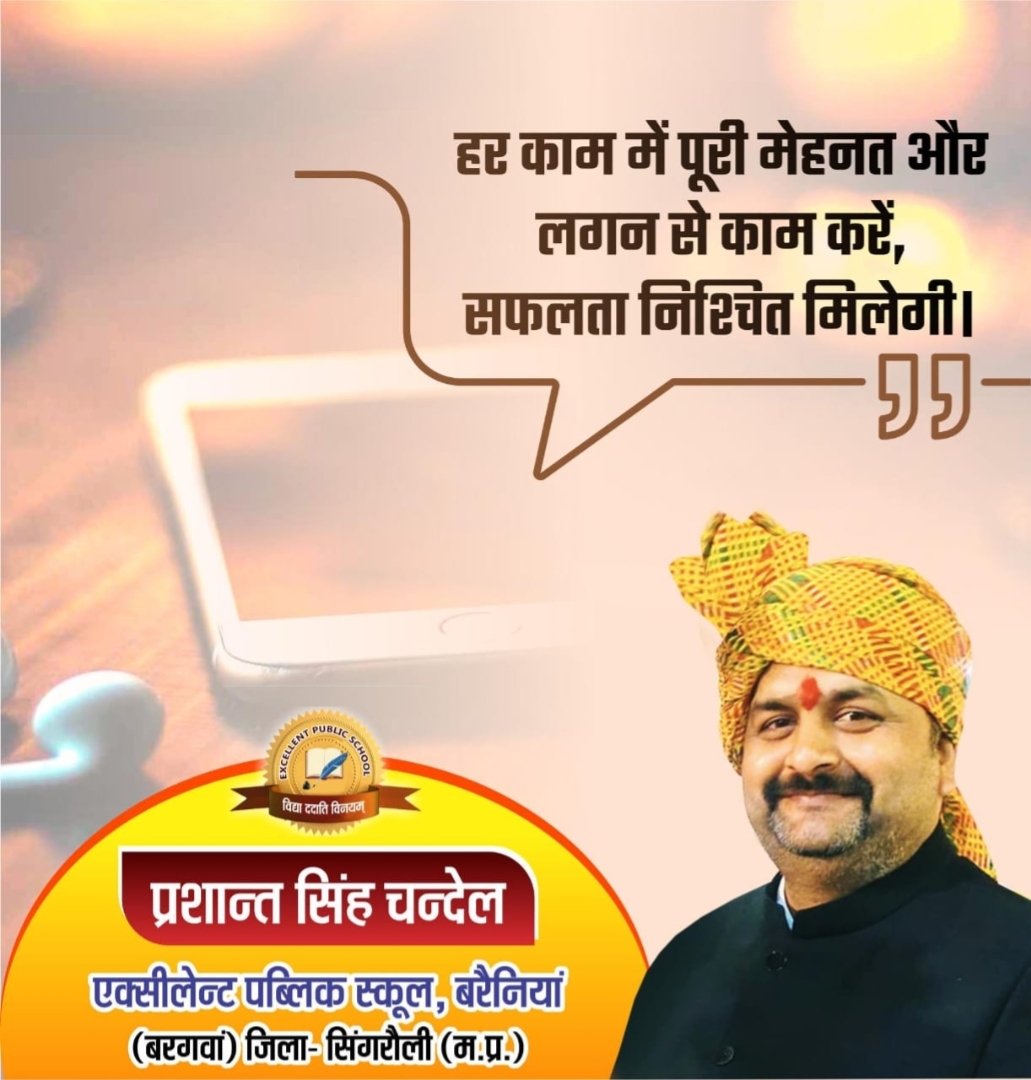 हर काम में पूरी मेहनत और
लगन से काम करें,
सफलता निश्चित मिलेगी।
EXCELLENT PUBLIC SCHOOL
विद्या ददाति विनयम्
प्रशान्त सिंह चन्देल
एक्सीलेन्ट पब्लिक स्कूल, बरैनियां
(बरगवां) जिला- सिंगरौली (म.प्र.)